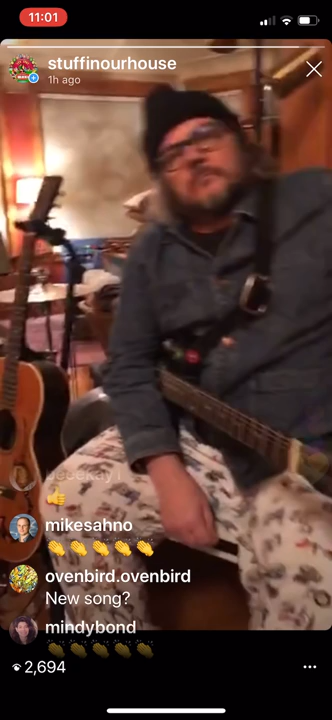 11:01
stuffinourhouse
1h ago
mikesahno
👏👏👏👏👏
ovenbird.ovenbird
New song?
mindybond
👏👏👏👏👏
2,694